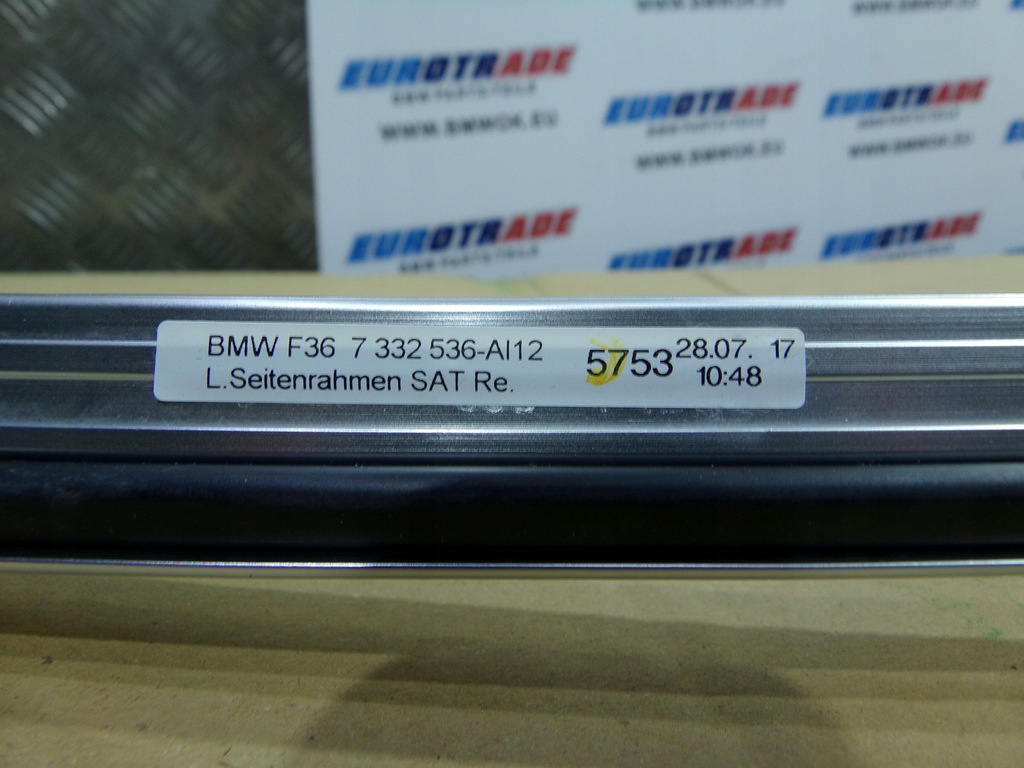 EUROTRADE
WWW.BMWOK.EU
EUROTRADE
WWW.BMWOK.EU
EUROTRADE
WWW.BMWOK.EU
EUROTRADE
EUROTRADE
EUROTRADE
BMW F36 7 332 536-AI12
L.Seitenrahmen SAT Re.
5753
28.07. 17
10:48